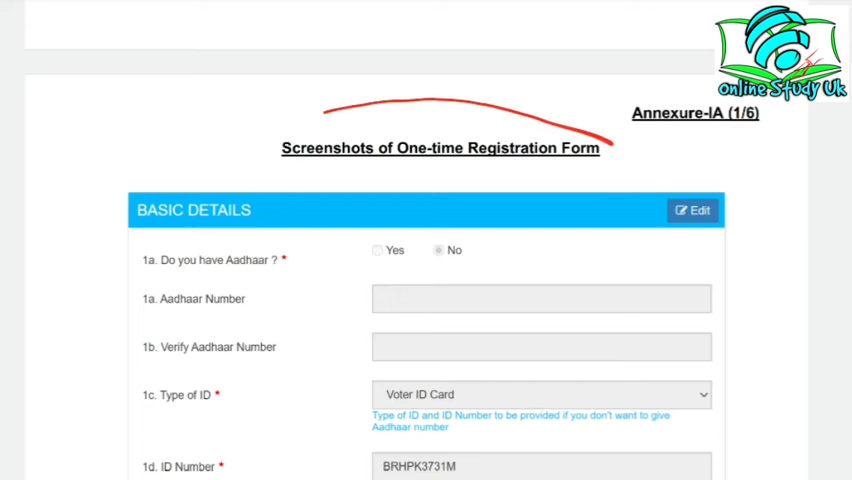 online Study Uk
Annexure-IA (1/6)
Screenshots of One-time Registration Form
BASIC DETAILS
Edit
1a. Do you have Aadhaar ? *
Yes
No
1a. Aadhaar Number
1b. Verify Aadhaar Number
1c. Type of ID *
Voter ID Card
Type of ID and ID Number to be provided if you don't want to give
Aadhaar number
1d. ID Number *
BRHPK3731M